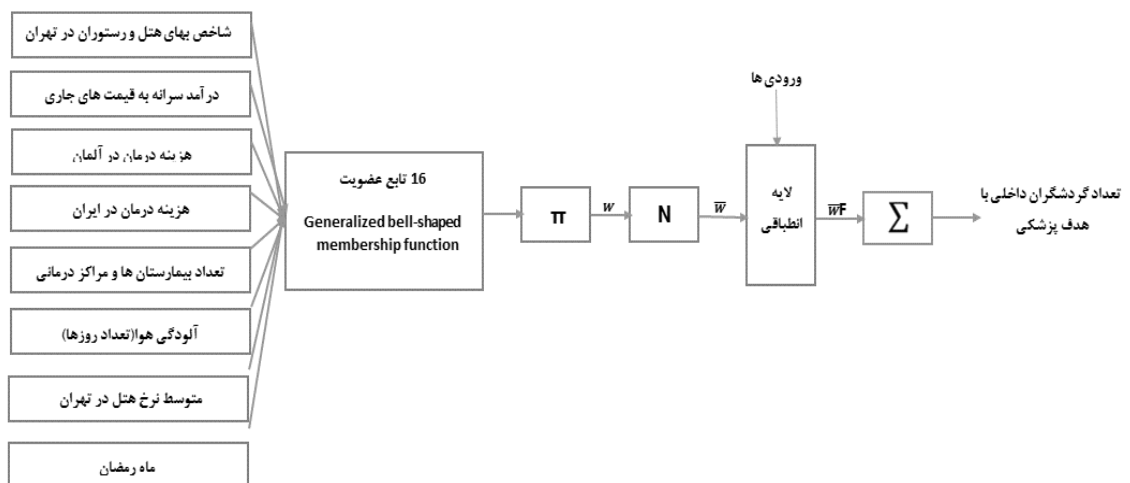 شاخص بهای هتل و رستوران در تهران
درآمد سرانه به قیمت های جاری
هزینه درمان در آلمان
هزینه درمان در ایران
تعداد بیمارستان ها و مراکز درمانی
آلودگی هوا(تعداد روزها)
متوسط نرخ هتل در تهران
ماه رمضان
16 تابع عضویت
Generalized bell-shaped
membership function
π
w
N
w̅
ورودی ها
لایه
انطباقی
w̅F
Σ
تعداد گردشگران داخلی با
هدف پزشکی